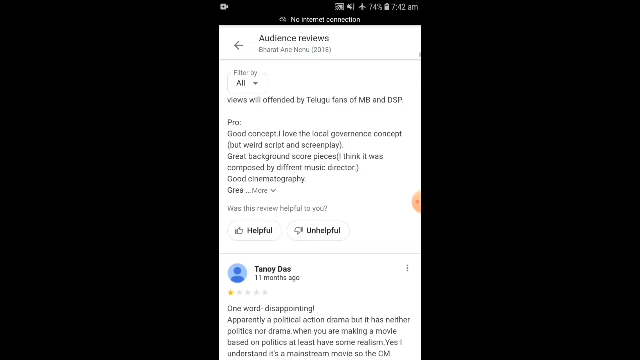 74% 7:42 am
No internet connection
Audience reviews
Bharat Ane Nenu (2018)
Filter by
All
views will offended by Telugu fans of MB and DSP.
Pro:
Good concept.I love the local governence concept
(but weird script and screenplay).
Great background score pieces(I think it was
composed by diffrent music director.)
Good cinematography.
Grea ...More
Was this review helpful to you?
Helpful Unhelpful
Tanoy Das
11 months ago
One word- disappointing!
Apparently a political action drama.but it has neither
politics nor drama.when you are making a movie
based on politics at least have some realism.Yes I
understand it's a mainstream movie so the CM